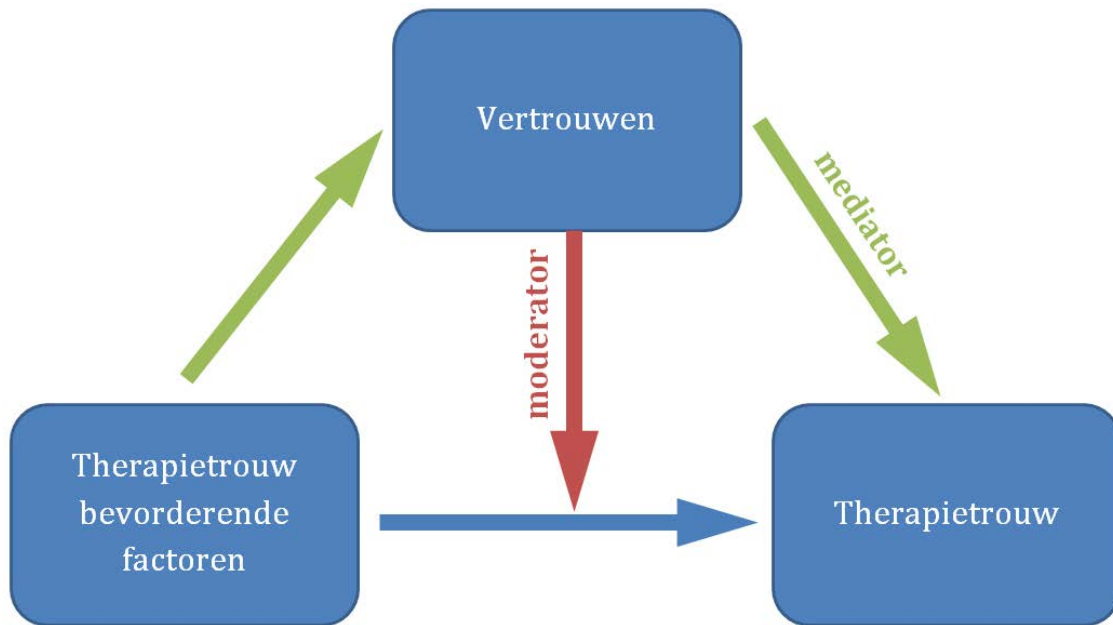 Vertrouwen
mediator
moderator
Therapietrouw
bevorderende
factoren
Therapietrouw